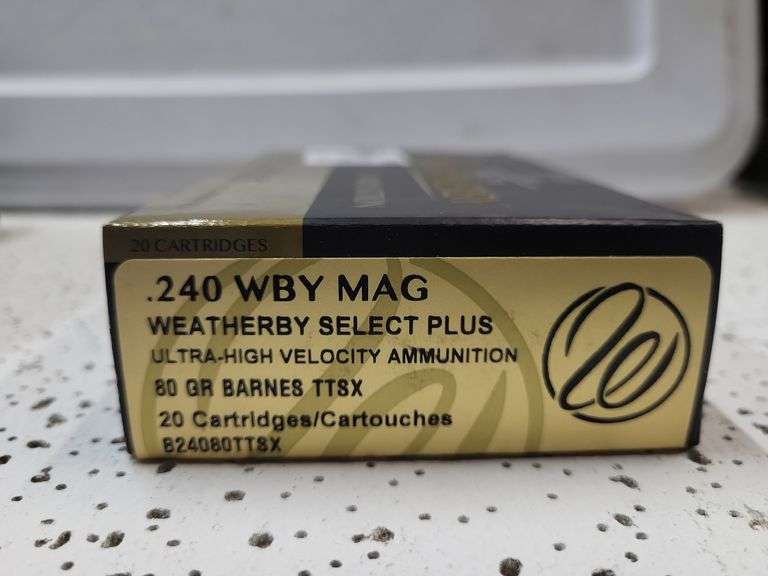 20 CARTRIDGES
.240 WBY MAG
WEATHERBY SELECT PLUS
ULTRA-HIGH VELOCITY AMMUNITION
80 GR BARNES TTSX
20 Cartridges/Cartouches
B24080TTSX